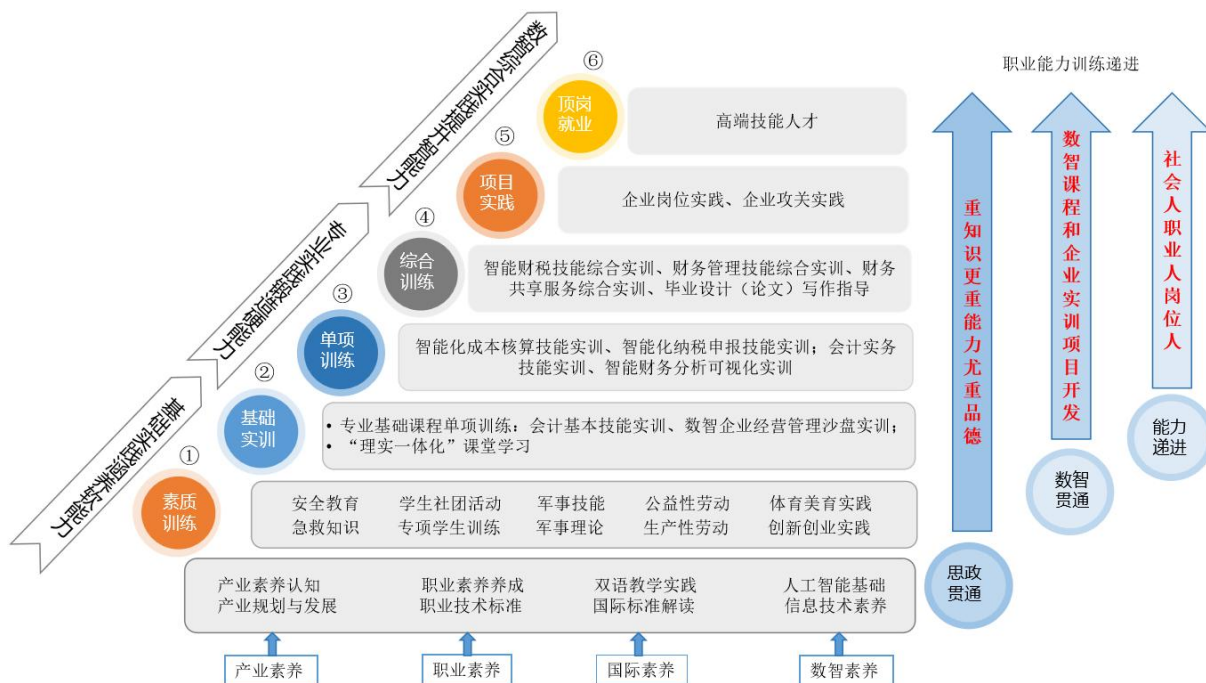 职业能力训练递进
数智综合实践提升智能力
专业实践锻造硬能力
基础实践涵养软能力
⑥
顶岗
就业
高端技能人才
⑤
项目
实践
企业岗位实践、企业攻关实践
④
综合
训练
智能财税技能综合实训、财务管理技能综合实训、财务
共享服务综合实训、毕业设计（论文）写作指导
③
单项
训练
智能化成本核算技能实训、智能化纳税申报技能实训；会计实务
技能实训、智能财务分析可视化实训
②
基础
实训
• 专业基础课程单项训练：会计基本技能实训、数智企业经营管理沙盘实训；
• “理实一体化”课堂学习
①
素质
训练
安全教育 学生社团活动 军事技能 公益性劳动 体育美育实践
急救知识 专项学生训练 军事理论 生产性劳动 创新创业实践
产业素养认知 职业素养养成 双语教学实践 人工智能基础
产业规划与发展 职业技术标准 国际标准解读 信息技术素养
产业素养 职业素养 国际素养 数智素养
重知识更重能力尤重品德
思政
贯通
数智课程和企业实训项目开发
数智
贯通
社会人职业人岗位人
能力
递进